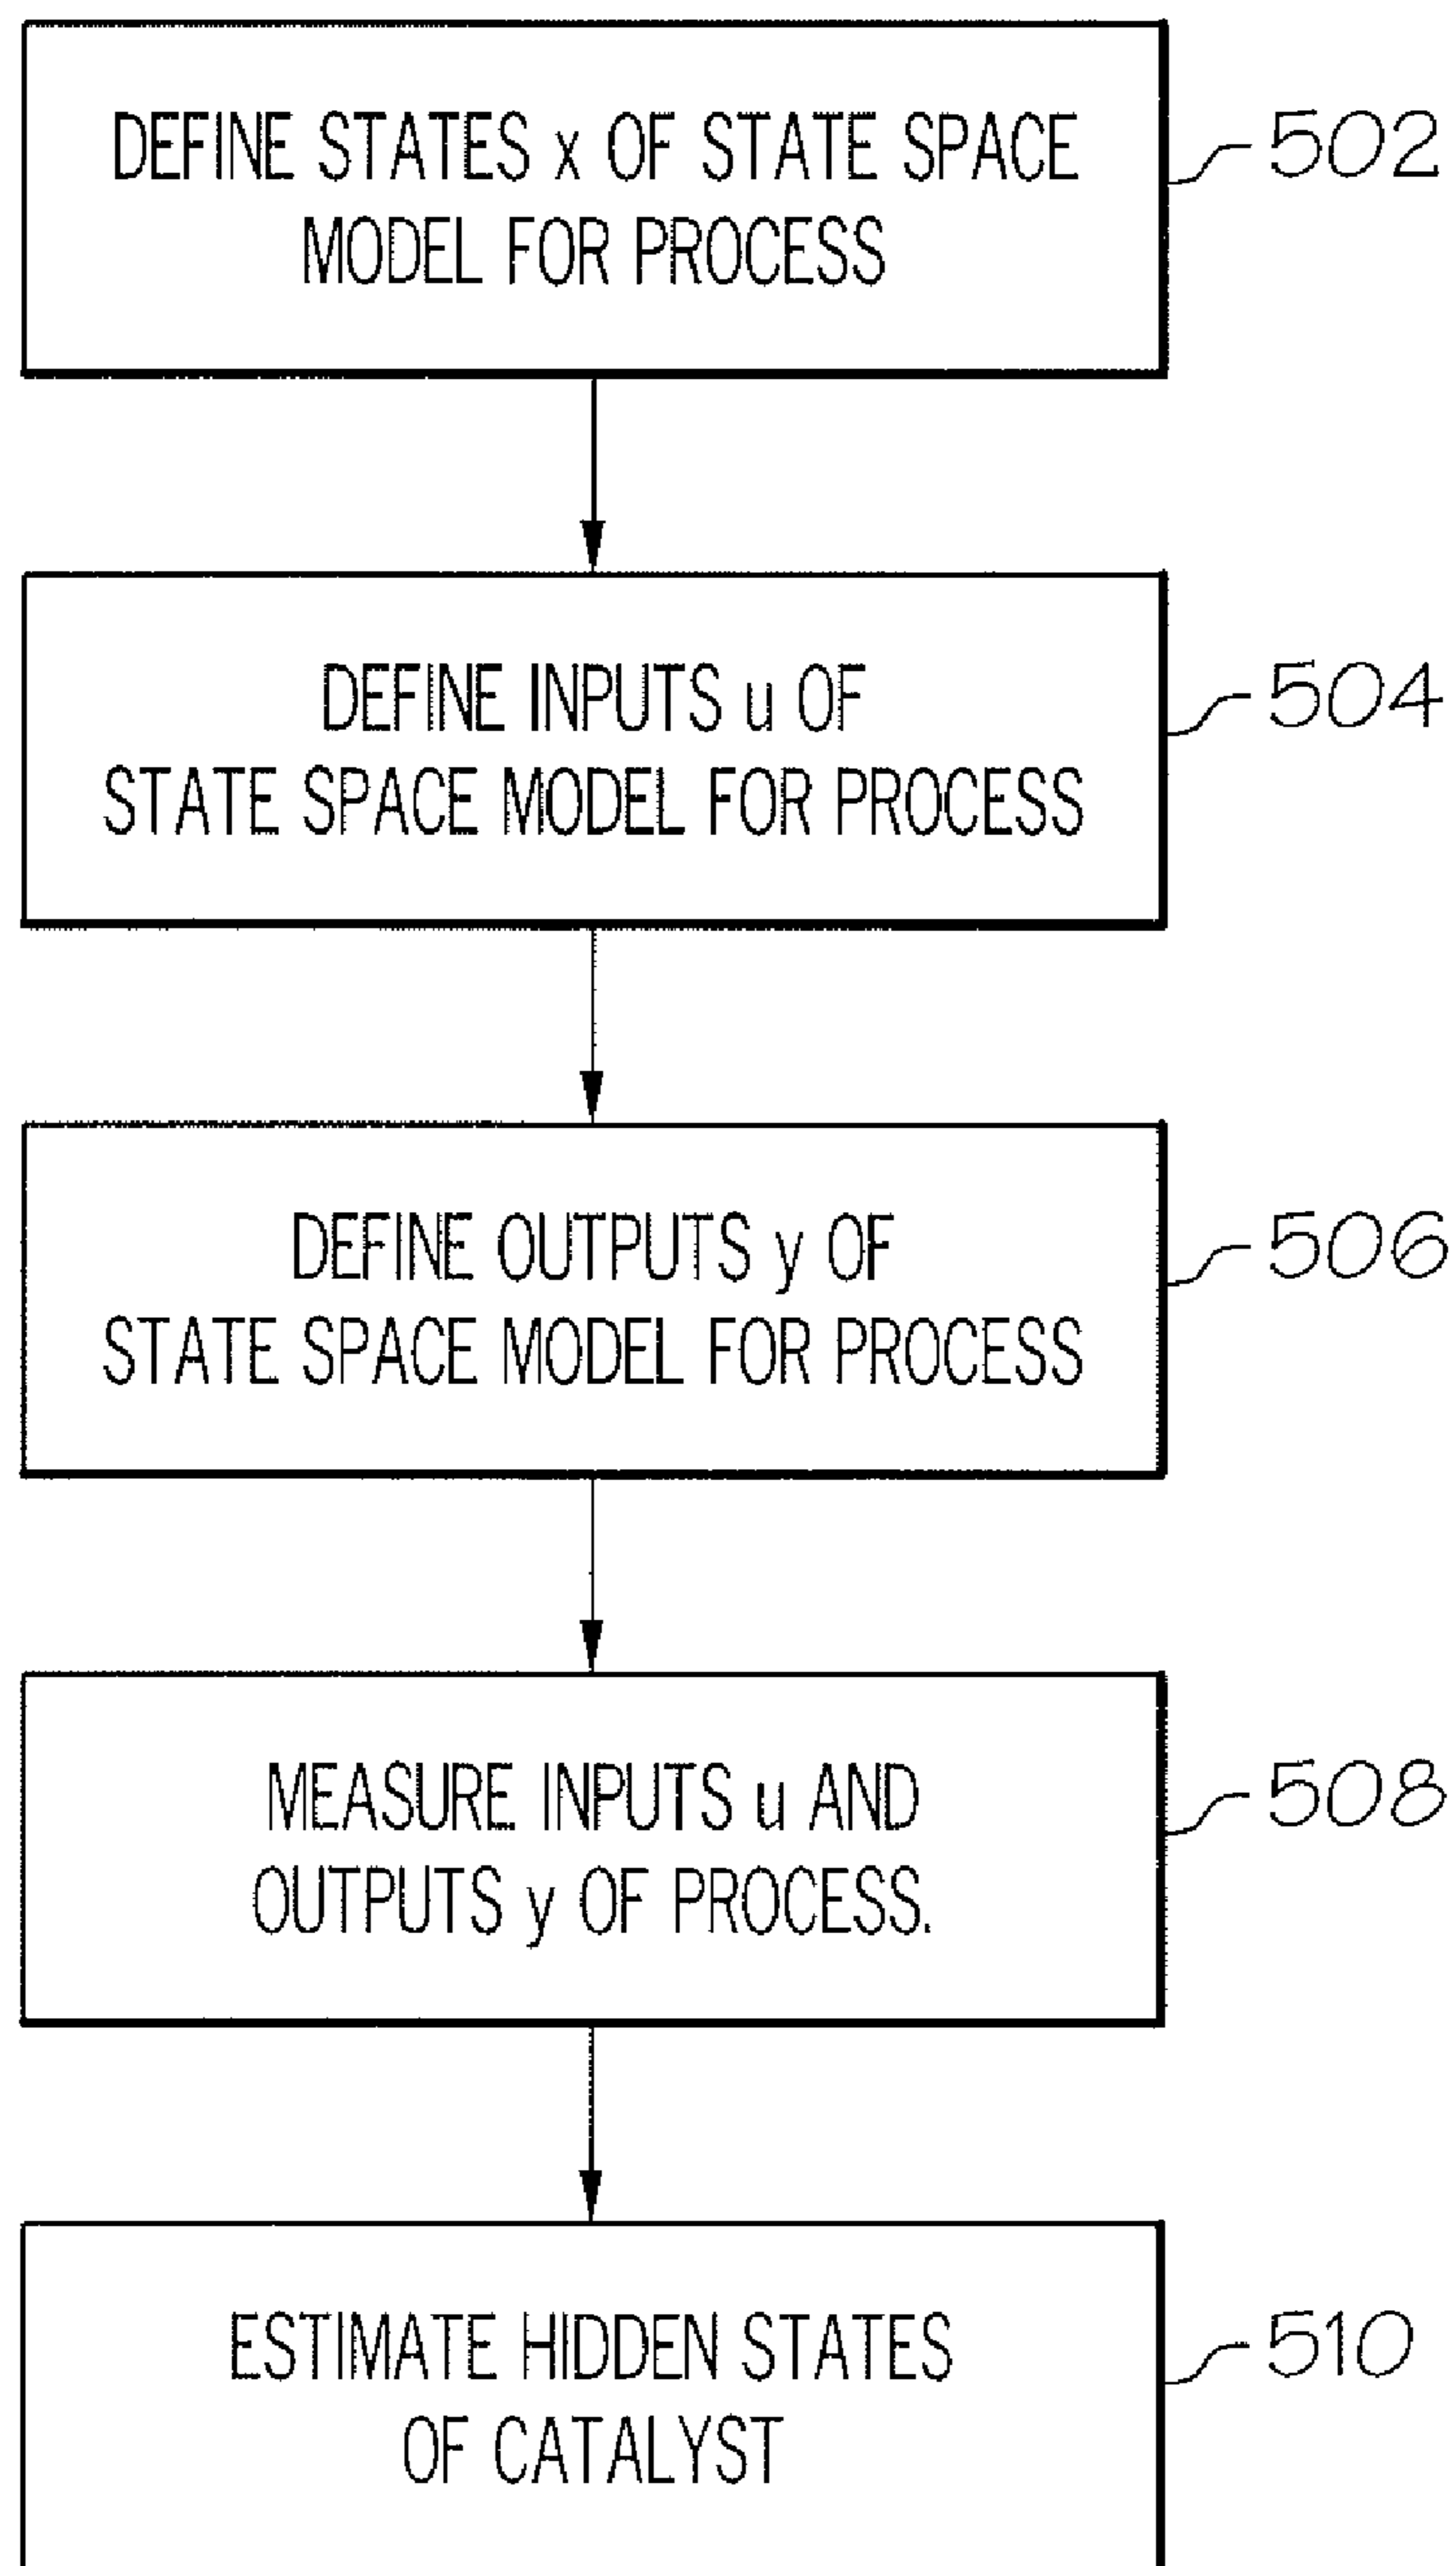 DEFINE STATES x OF STATE SPACE
MODEL FOR PROCESS
502
DEFINE INPUTS u OF
STATE SPACE MODEL FOR PROCESS
504
DEFINE OUTPUTS y OF
STATE SPACE MODEL FOR PROCESS
506
MEASURE INPUTS u AND
OUTPUTS y OF PROCESS.
508
ESTIMATE HIDDEN STATES
OF CATALYST
510